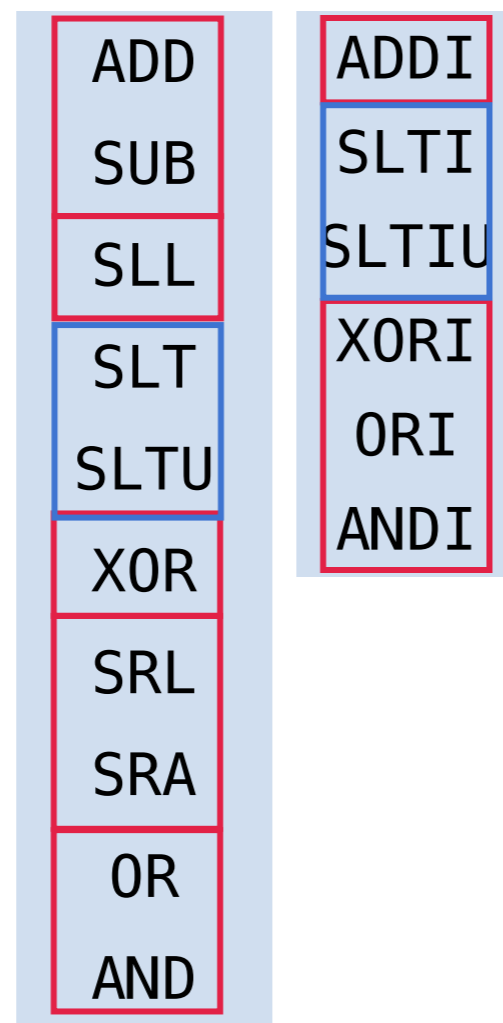 ADD
SUB
SLL
SLT
SLTU
XOR
SRL
SRA
OR
AND
ADDI
SLTI
SLTIU
XORI
ORI
ANDI